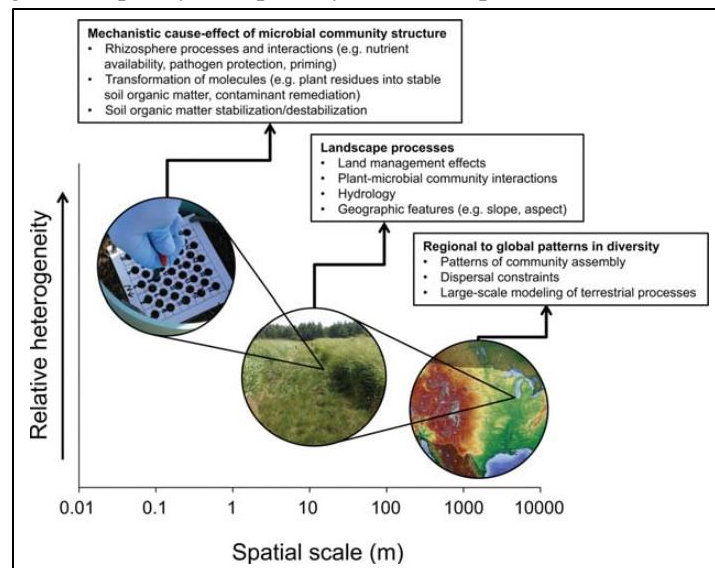 Mechanistic cause-effect of microbial community structure
• Rhizosphere processes and interactions (e.g. nutrient
availability, pathogen protection, priming)
• Transformation of molecules (e.g. plant residues into stable
soil organic matter, contaminant remediation)
• Soil organic matter stabilization/destabilization
Landscape processes
• Land management effects
• Plant-microbial community interactions
• Hydrology
• Geographic features (e.g. slope, aspect)
Regional to global patterns in diversity
• Patterns of community assembly
• Dispersal constraints
• Large-scale modeling of terrestrial processes
Relative heterogeneity
0.01 0.1 1 10 100 1000 10000
Spatial scale (m)